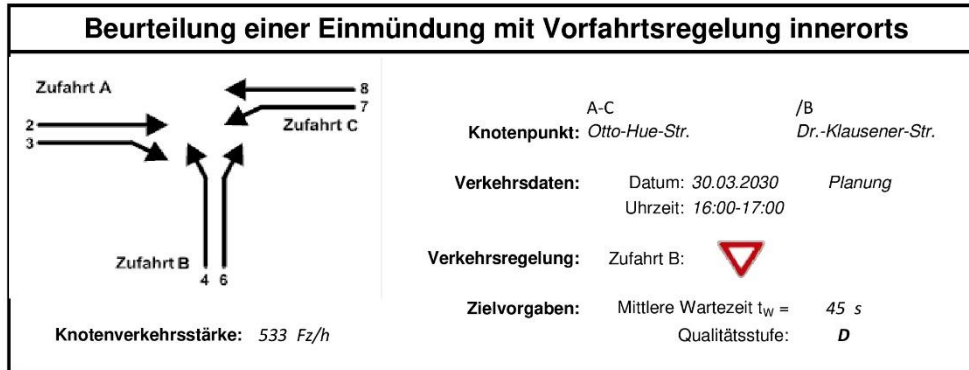 Beurteilung einer Einmündung mit Vorfahrtsregelung innerorts
Zufahrt A
8
7
Zufahrt C
2
3
Zufahrt B
4 6
Knotenverkehrsstärke: 533 Fz/h
A-C /B
Knotenpunkt: Otto-Hue-Str. Dr.-Klausener-Str.
Verkehrsdaten: Datum: 30.03.2030 Planung
Uhrzeit: 16:00-17:00
Verkehrsregelung: Zufahrt B:
Zielvorgaben: Mittlere Wartezeit tW = 45 s
Qualitätsstufe: D